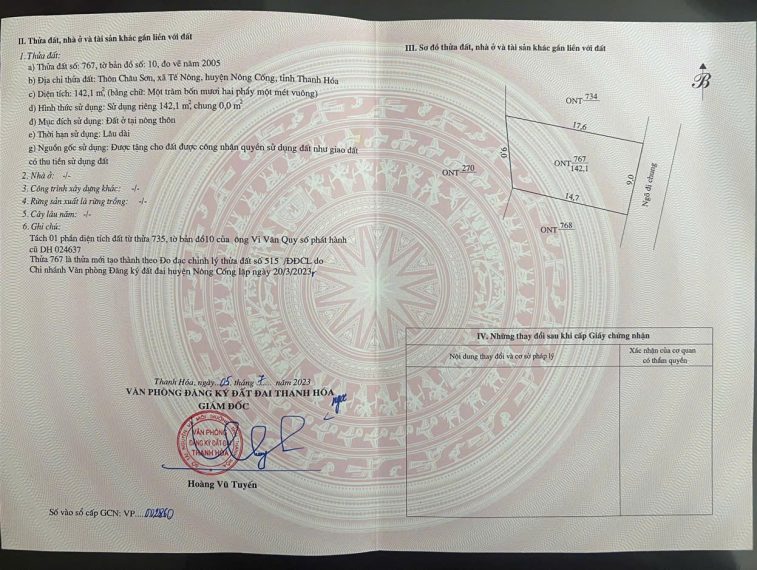 II. Thửa đất, nhà ở và tài sản khác gắn liền với đất
1. Thửa đất:
a) Thửa đất số: 767, tờ bản đồ số: 10, đo vẽ năm 2005
b) Địa chỉ thửa đất: Thôn Châu Sơn, xã Tế Nông, huyện Nông Cống, tỉnh Thanh Hóa
c) Diện tích: 142,1 m², (bằng chữ: Một trăm bốn mươi hai phẩy một mét vuông)
d) Hình thức sử dụng: Sử dụng riêng 142,1 m², chung 0,0 m²
đ) Mục đích sử dụng: Đất ở tại nông thôn
e) Thời hạn sử dụng: Lâu dài
g) Nguồn gốc sử dụng: Được tặng cho đất được công nhận quyền sử dụng đất như giao đất
có thu tiền sử dụng đất
2. Nhà ở: -/-
3. Công trình xây dựng khác: -/-
4. Rừng sản xuất là rừng trồng: -/-
5. Cây lâu năm: -/-
6. Ghi chú:
Tách 01 phần diện tích đất từ thửa 735, tờ bản đồ10 của ông Vi Văn Quy số phát hành
cũ DH 024637
Thửa 767 là thửa mới tạo thành theo Đo đạc chỉnh lý thửa đất số 515 /ĐĐCL do
Chi nhánh Văn phòng Đăng ký đất đai huyện Nông Cống lập ngày 20/3/2023
Thanh Hóa, ngày 05 tháng 7 năm 2023
VĂN PHÒNG ĐĂNG KÝ ĐẤT ĐAI THANH HÓA
GIÁM ĐỐC
VĂN PHÒNG
ĐĂNG KÝ ĐẤT ĐAI
THANH HÓA
Hoàng Vũ Tuyến
Số vào sổ cấp GCN: VP 002860
III. Sơ đồ thửa đất, nhà ở và tài sản khác gắn liền với đất
B
ONT 734
17,6
9,0
ONT 767
142,1
9,0
Ngõ đi chung
ONT 270
14,7
ONT 768
IV. Những thay đổi sau khi cấp Giấy chứng nhận
Nội dung thay đổi và cơ sở pháp lý
Xác nhận của cơ quan
có thẩm quyền